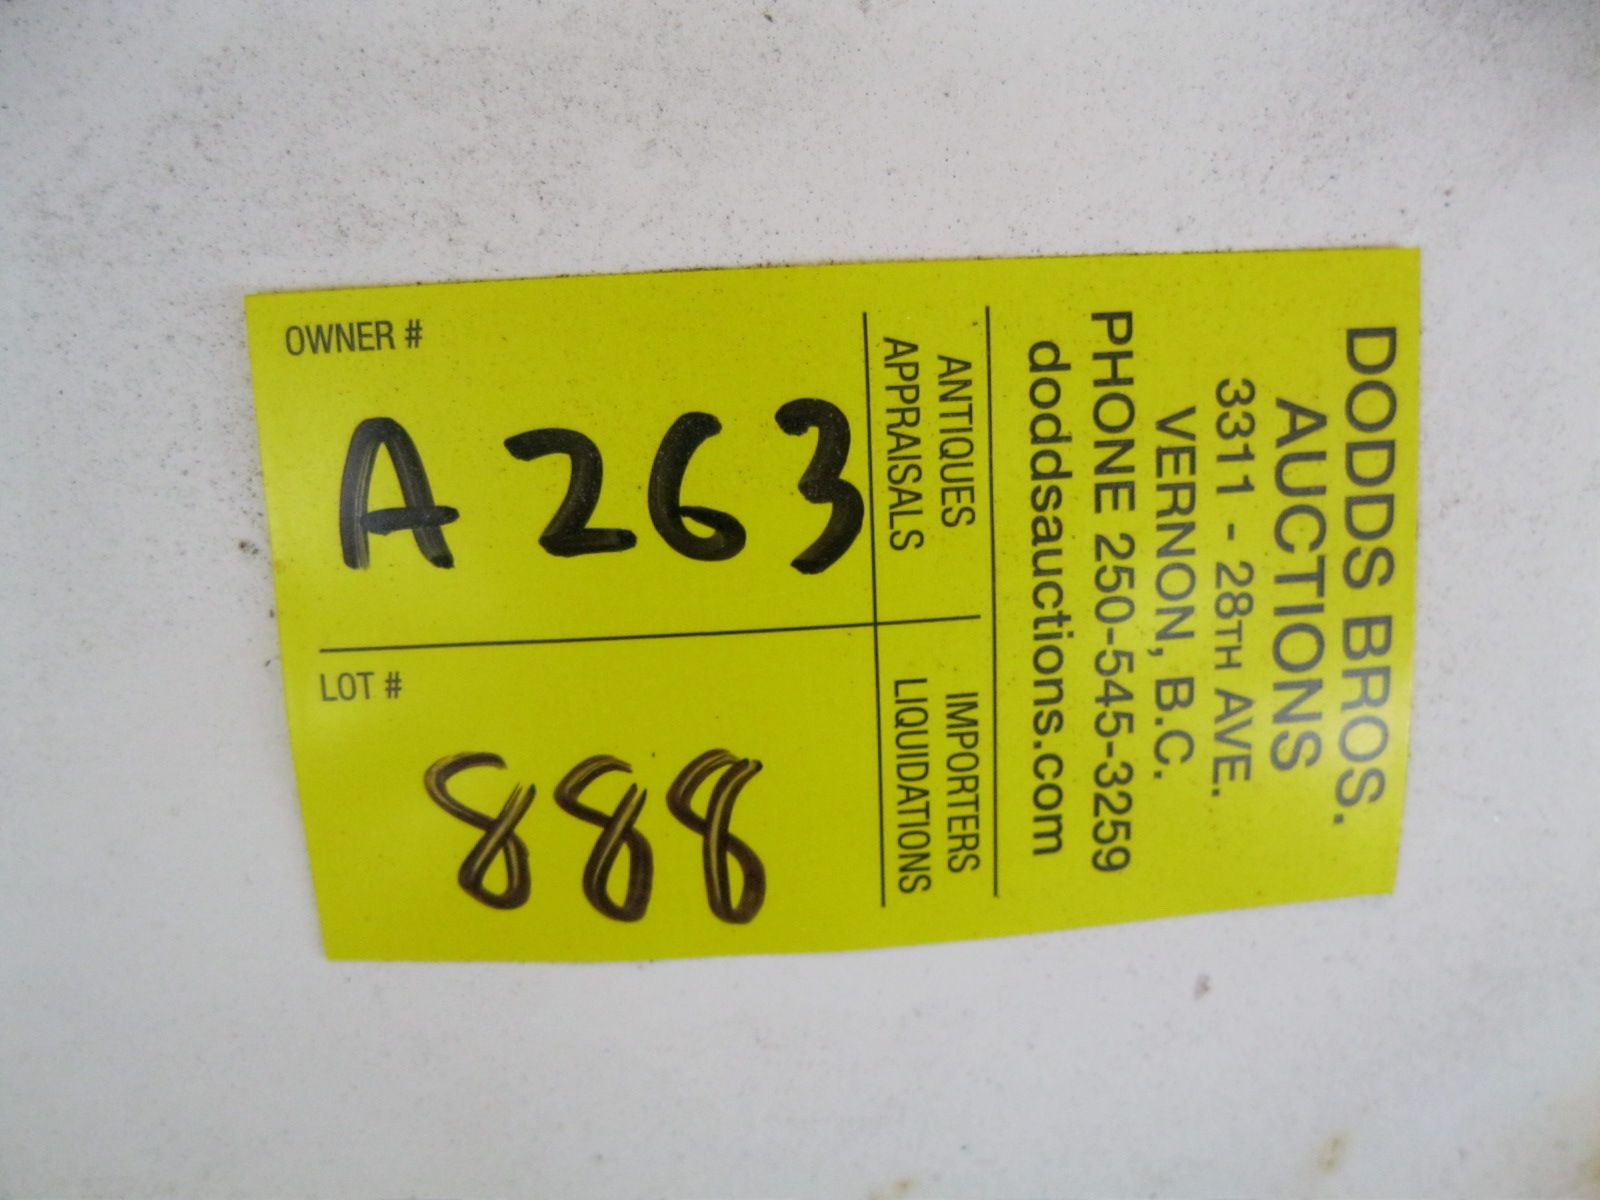 DODDS BROS.
AUCTIONS
3311 - 28TH AVE.
VERNON, B.C.
PHONE 250-545-3259
doddsauctions.com
ANTIQUES
APPRAISALS
IMPORTERS
LIQUIDATIONS
OWNER #
A 263
LOT #
888